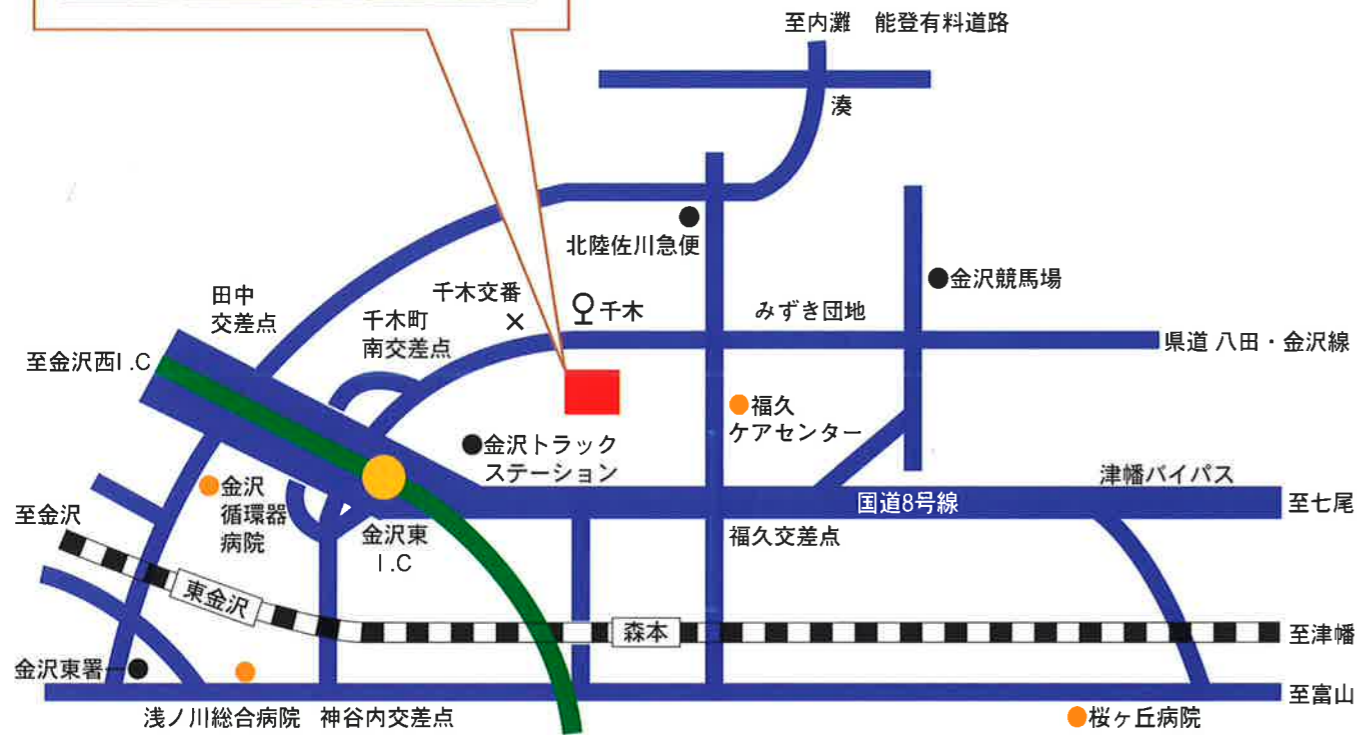 至内灘 能登有料道路
湊
北陸佐川急便
金沢競馬場
田中
交差点
千木交番
千木
みずき団地
千木町
南交差点
県道 八田・金沢線
至金沢西I.C
福久
ケアセンター
金沢トラック
ステーション
津幡バイパス
国道8号線
至七尾
金沢
循環器
病院
至金沢
金沢東
I.C
福久交差点
東金沢
森本
至津幡
金沢東署
至富山
浅ノ川総合病院
神谷内交差点
桜ヶ丘病院